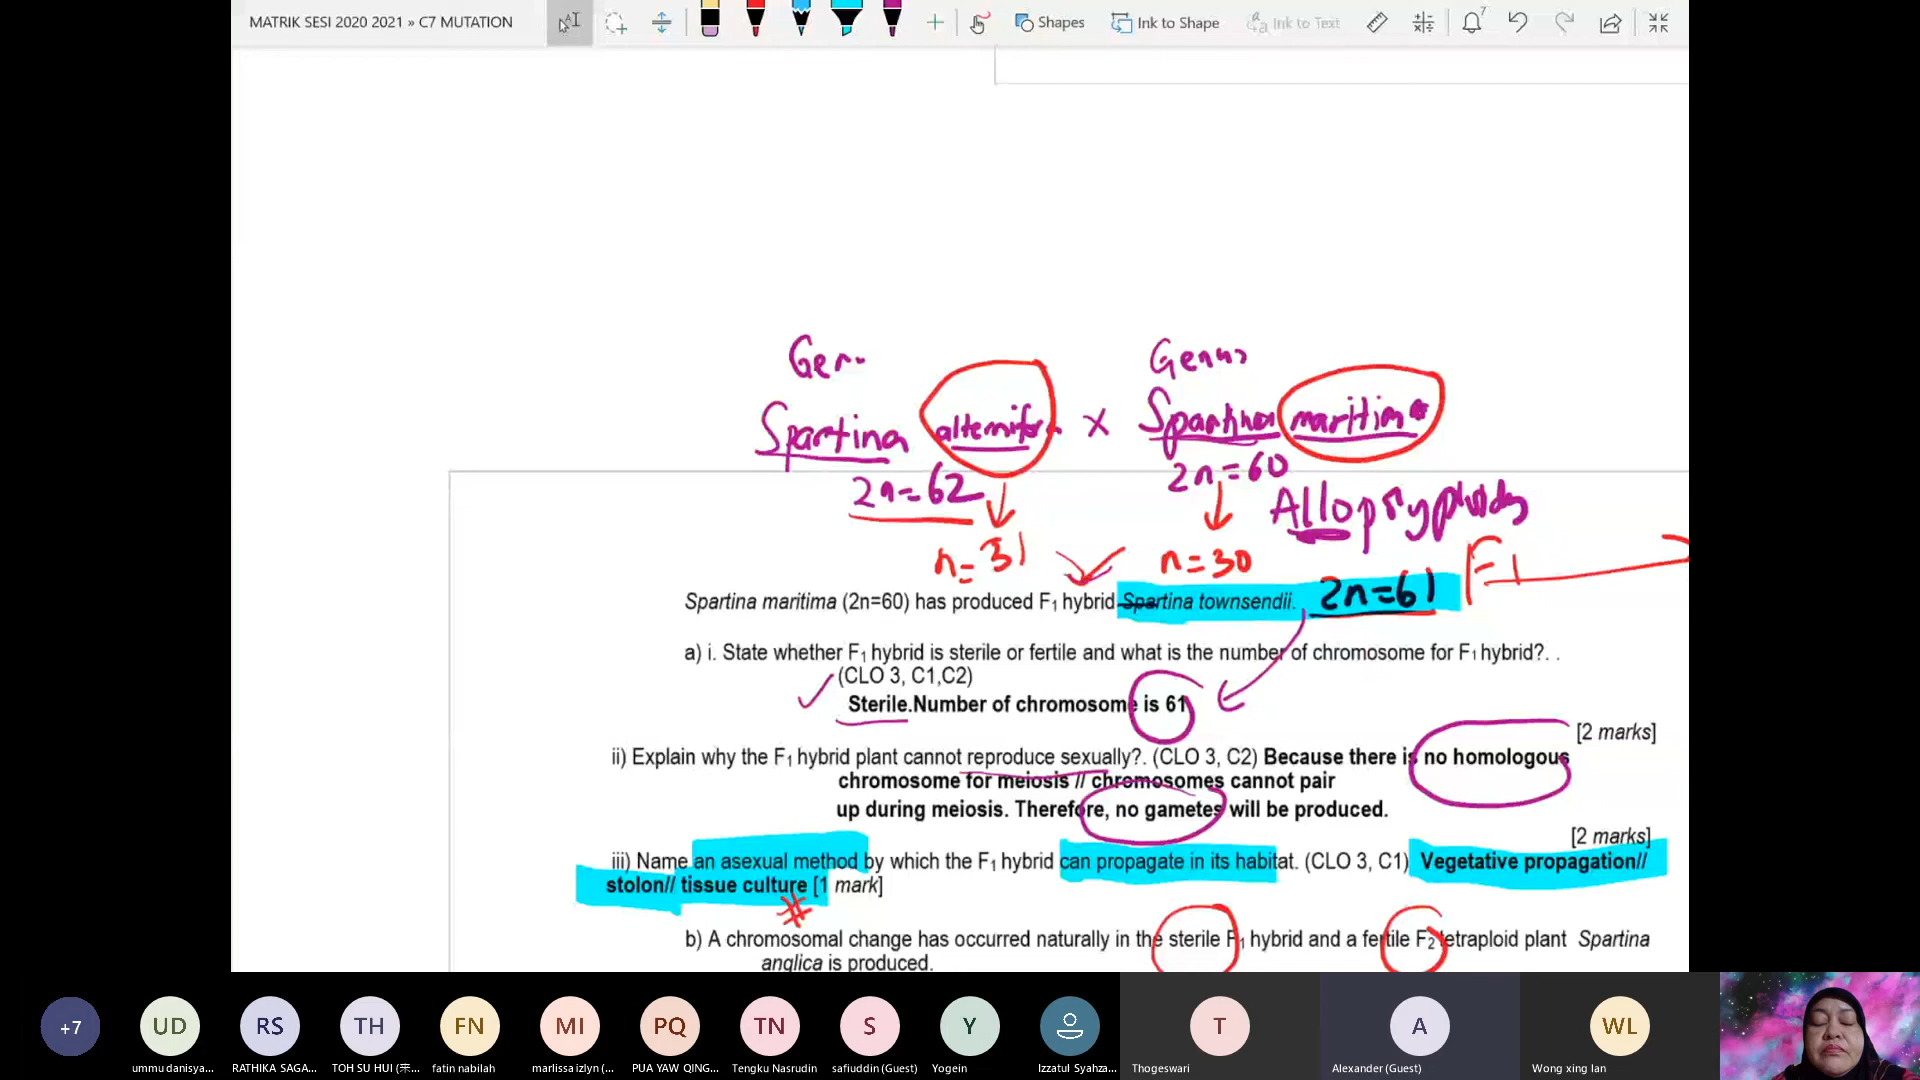 MATRIK SESI 2020 2021 » C7 MUTATION
Shapes Ink to Shape Ink to Text 7
Genus
Spartina x Spartina maritima
2n=62 2n=60
n=31 n=30
F1
Spartina maritima (2n=60) has produced F1 hybrid Spartina townsendii. 2n=61
a) i. State whether F1 hybrid is sterile or fertile and what is the number of chromosome for F1 hybrid?. .
(CLO 3, C1,C2)
Sterile.Number of chromosome is 61
[2 marks]
ii) Explain why the F1 hybrid plant cannot reproduce sexually?. (CLO 3, C2) Because there is no homologous
chromosome for meiosis // chromosomes cannot pair
up during meiosis. Therefore, no gametes will be produced.
[2 marks]
iii) Name an asexual method by which the F1 hybrid can propagate in its habitat. (CLO 3, C1) Vegetative propagation//
stolon// tissue culture [1 mark]
b) A chromosomal change has occurred naturally in the sterile F1 hybrid and a fertile F2 tetraploid plant Spartina
anglica is produced.
+7 UD RS TH FN MI PQ TN S Y T A WL
ummu danisya... RATHIKA SAGA... TOH SU HUI (... fatin nabilah marlissa izlyn (... PUA YAW QING... Tengku Nasrudin safiuddin (Guest) Yogein Izzatul Syahza... Thogeswari Alexander (Guest) Wong xing lan